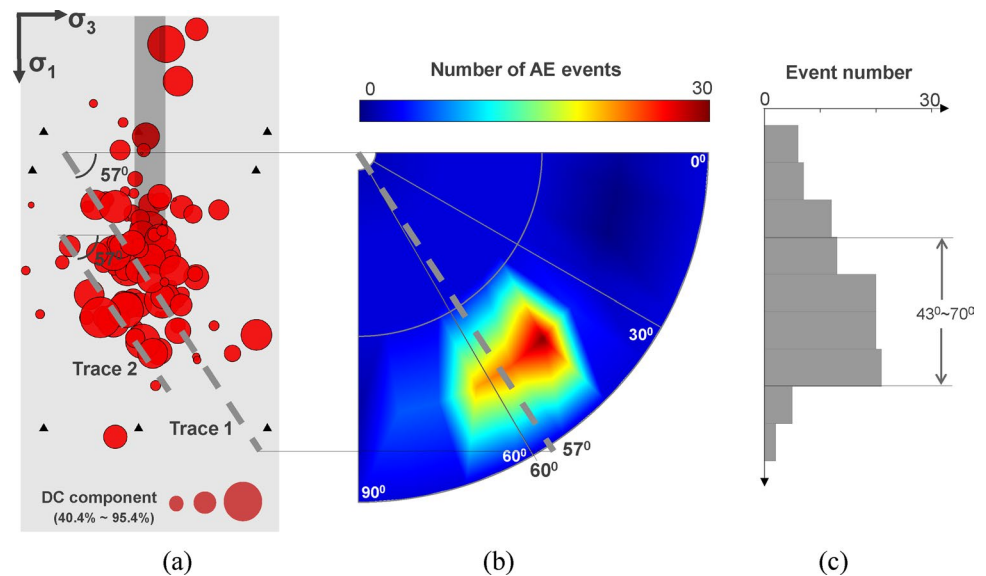 σ3
σ1
57⁰
57⁰
Trace 2
Trace 1
DC component
(40.4% ~ 95.4%)
(a)
Number of AE events
0
30
0⁰
30⁰
60⁰
57⁰
60⁰
90⁰
(b)
Event number
0
30
43⁰~70⁰
(c)